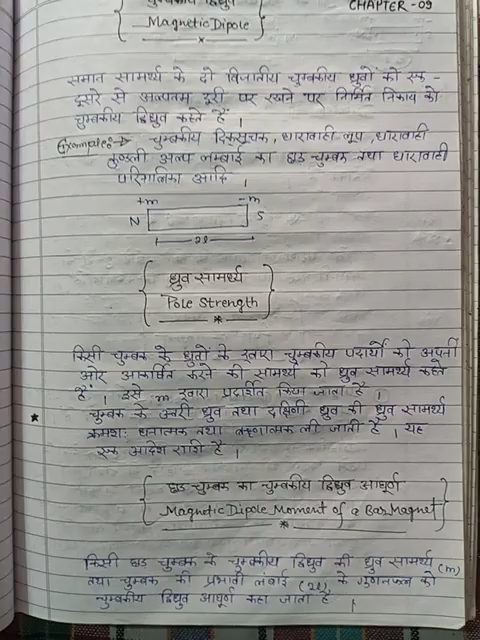 चुम्बकीय द्विध्रुव
Magnetic Dipole
CHAPTER-09
समान सामर्थ्य के दो विजातीय चुम्बकीय ध्रुवों को एक-
दूसरे से अल्पतम दूरी पर रखने पर निर्मित निकाय को
चुम्बकीय द्विध्रुव कहते हैं ।
Example:→ चुम्बकीय दिक्सूचक, धारावाही लूप, धारावाही
कुण्डली अल्प लम्बाई का छड़ चुम्बक तथा धारावाही
परिनालिका आदि ।
+m -m
N S
2l
ध्रुव सामर्थ्य
Pole Strength
*
किसी चुम्बक के ध्रुवों के द्वारा चुम्बकीय पदार्थों को अपनी
ओर आकर्षित करने की सामर्थ्य को ध्रुव सामर्थ्य कहते
हैं । इसे m द्वारा प्रदर्शित किया जाता है ।
* चुम्बक के उत्तरी ध्रुव तथा दक्षिणी ध्रुव की ध्रुव सामर्थ्य
क्रमशः धनात्मक तथा ऋणात्मक ली जाती है । यह
एक अदिश राशि है ।
छड़ चुम्बक का चुम्बकीय द्विध्रुव आघूर्ण
Magnetic Dipole Moment of a Bar Magnet
*
किसी छड़ चुम्बक के चुम्बकीय द्विध्रुव की ध्रुव सामर्थ्य (m)
तथा चुम्बक की प्रभावी लंबाई (2l) के गुणनफल को
चुम्बकीय द्विध्रुव आघूर्ण कहा जाता है ।